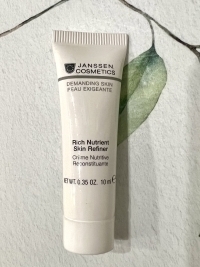 JANSSEN
COSMETICS
DEMANDING SKIN
PEAU EXIGEANTE
Rich Nutrient
Skin Refiner
Crème Nutritive
Reconstituante
NET WT. 0.35 OZ. 10 ml ℮